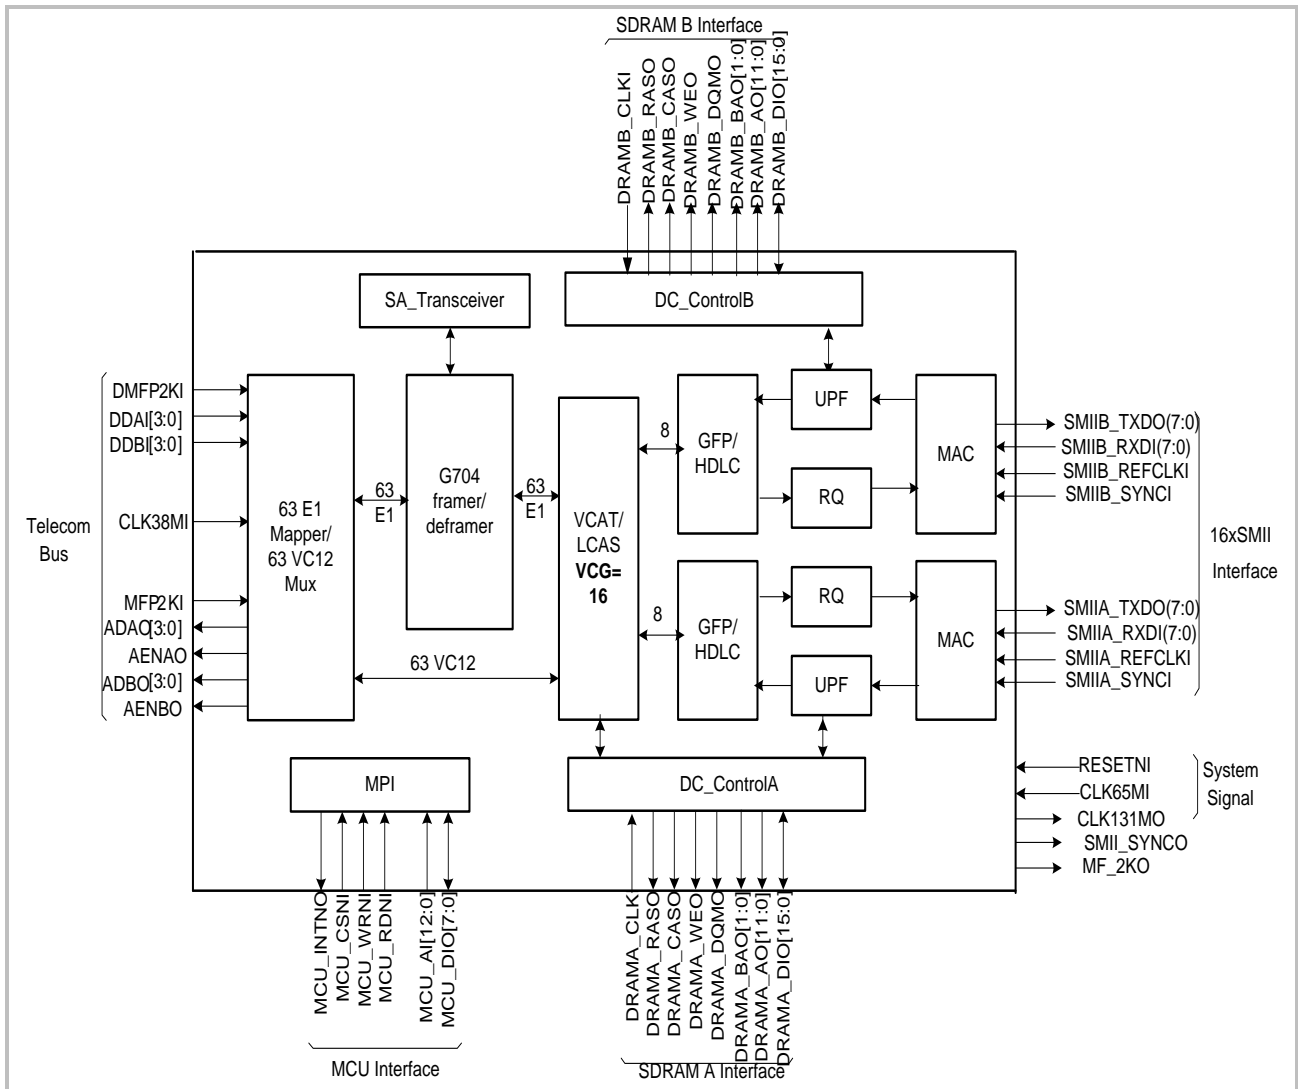 SDRAM B Interface
DRAMB_CLKI
DRAMB_RASO
DRAMB_CASO
DRAMB_WEO
DRAMB_DQMO
DRAMB_BAO[1:0]
DRAMB_AO[11:0]
DRAMB_DIO[15:0]
SA_Transceiver
DC_ControlB
Telecom
Bus
DMFP2KI
DDAI[3:0]
DDBI[3:0]
CLK38MI
MFP2KI
ADAO[3:0]
AENAO
ADBO[3:0]
AENBO
63 E1
Mapper/
63 VC12
Mux
63
E1
G704
framer/
deframer
63
E1
63 VC12
VCAT/
LCAS
VCG=
16
8
GFP/
HDLC
UPF
RQ
MAC
8
GFP/
HDLC
RQ
UPF
MAC
SMIIB_TXDO(7:0)
SMIIB_RXDI(7:0)
SMIIB_REFCLKI
SMIIB_SYNCI
16xSMII
Interface
SMIIA_TXDO(7:0)
SMIIA_RXDI(7:0)
SMIIA_REFCLKI
SMIIA_SYNCI
MPI
DC_ControlA
RESETNI
CLK65MI
System
Signal
CLK131MO
SMII_SYNCO
MF_2KO
MCU_INTNO
MCU_CSNI
MCU_WRNI
MCU_RDNI
MCU_AI[12:0]
MCU_DIO[7:0]
MCU Interface
DRAMA_CLK
DRAMA_RASO
DRAMA_CASO
DRAMA_WEO
DRAMA_DQMO
DRAMA_BAO[1:0]
DRAMA_AO[11:0]
DRAMA_DIO[15:0]
SDRAM A Interface